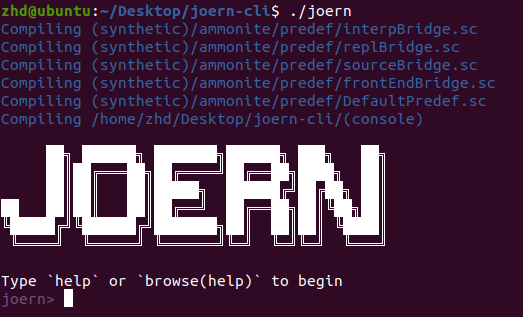 zhd@ubuntu:~/Desktop/joern-cli$ ./joern
Compiling (synthetic)/ammonite/predef/interpBridge.sc
Compiling (synthetic)/ammonite/predef/replBridge.sc
Compiling (synthetic)/ammonite/predef/sourceBridge.sc
Compiling (synthetic)/ammonite/predef/frontEndBridge.sc
Compiling (synthetic)/ammonite/predef/DefaultPredef.sc
Compiling /home/zhd/Desktop/joern-cli/(console)
JOERN
Type `help` or `browse(help)` to begin
joern>